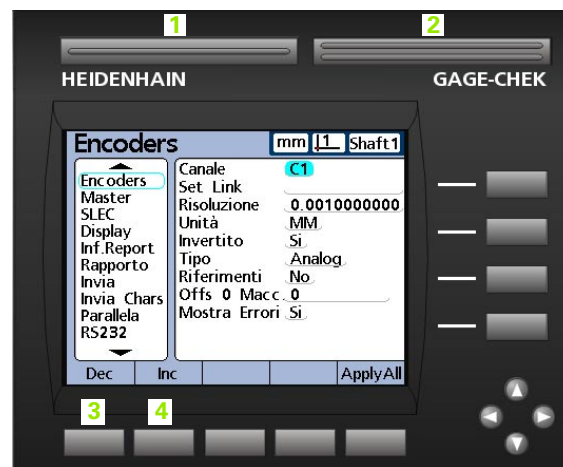 1 2
HEIDENHAIN GAGE-CHEK
Encoders mm 1 Shaft1
Encoders
Master
SLEC
Display
Inf.Report
Rapporto
Invia
Invia Chars
Parallela
RS232
Canale C1
Set Link
Risoluzione 0.0010000000
Unità MM
Invertito Si
Tipo Analog
Riferimenti No
Offs 0 Macc. 0
Mostra Errori Si
Dec Inc ApplyAll
3 4